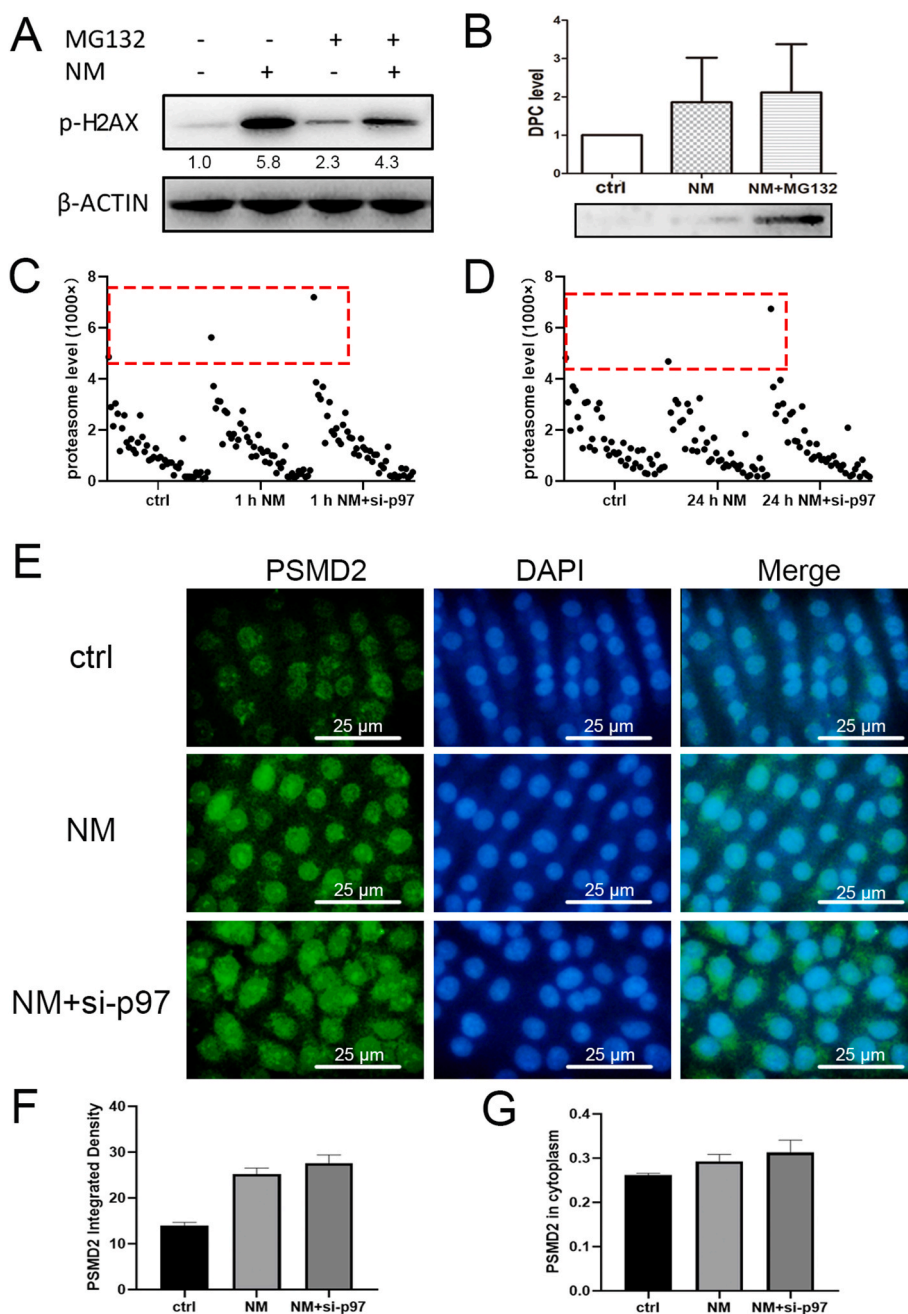 A
MG132 - - + +
NM - + - +
p-H2AX
1.0 5.8 2.3 4.3
β-ACTIN
B
DPC level
4
3
2
1
0
ctrl NM NM+MG132
C
proteasome level (1000×)
8
6
4
2
0
ctrl 1 h NM 1 h NM+si-p97
D
proteasome level (1000×)
8
6
4
2
0
ctrl 24 h NM 24 h NM+si-p97
E
PSMD2 DAPI Merge
ctrl
25 µm 25 µm 25 µm
NM
25 µm 25 µm 25 µm
NM+si-p97
25 µm 25 µm 25 µm
F
PSMD2 Integrated Density
40
30
20
10
0
ctrl NM NM+si-p97
G
PSMD2 in cytoplasm
0.4
0.3
0.2
0.1
0.0
ctrl NM NM+si-p97